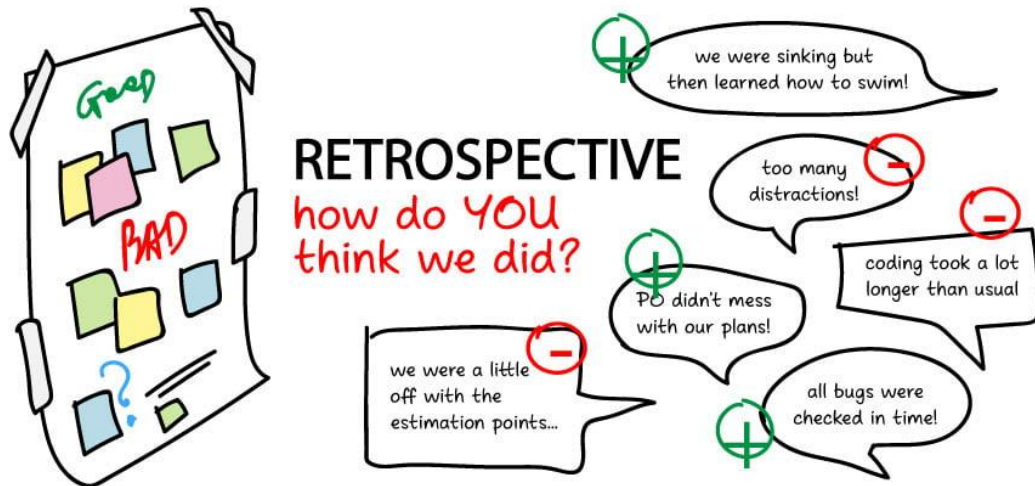 GOOD
BAD
?
RETROSPECTIVE
how do YOU
think we did?
+
we were sinking but
then learned how to swim!
-
too many
distractions!
-
coding took a lot
longer than usual
+
PO didn't mess
with our plans!
-
we were a little
off with the
estimation points...
+
all bugs were
checked in time!